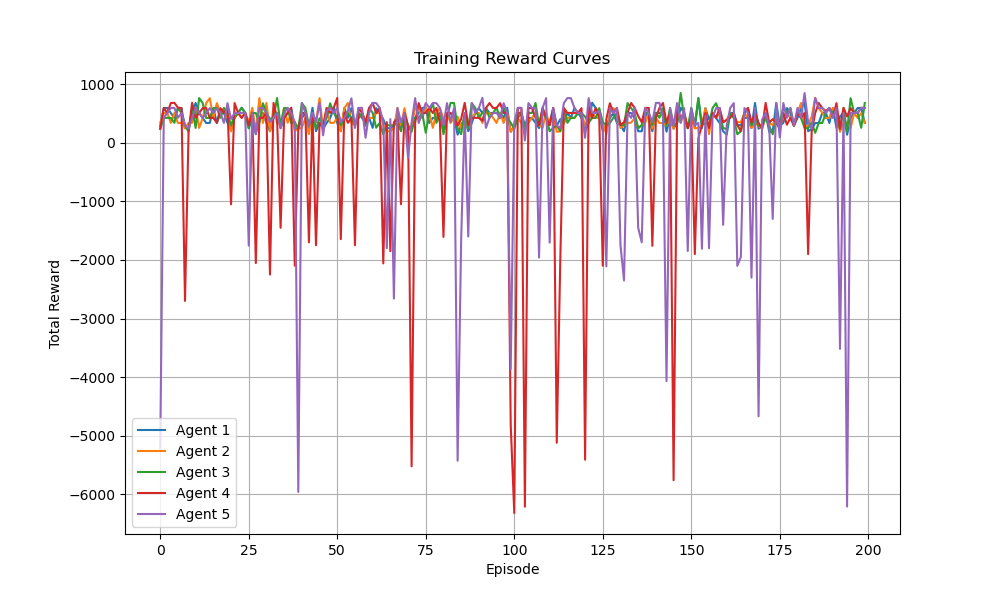 Training Reward Curves
1000
0
−1000
−2000
−3000
−4000
−5000
−6000
Total Reward
Agent 1
Agent 2
Agent 3
Agent 4
Agent 5
0 25 50 75 100 125 150 175 200
Episode